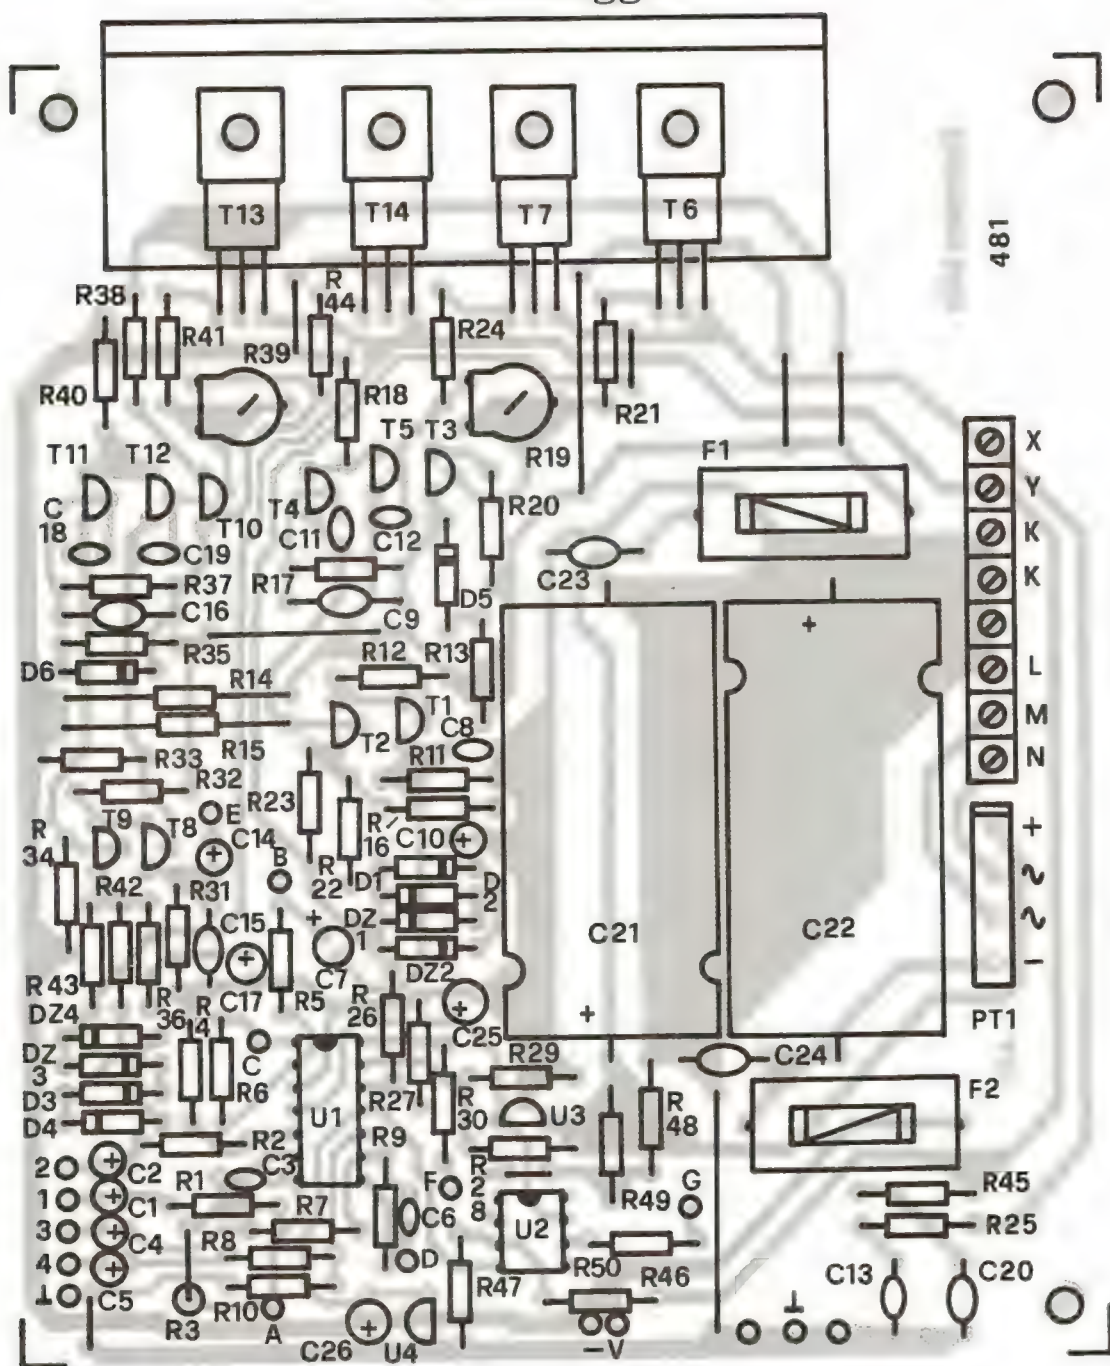 T13 T14 T7 T6
481
R38
R
44
R41
R24
R39
R40
R18
R21
T5 T3
R19
F1
X
T11 T12
Y
C
18
T10
T4
C11
C12
R20
K
C19
C23
R37
R17
K
C16
C9
D5
+
R35
R12
R13
D6
R14
L
T2
T1
C8
M
R15
R33
R11
N
R32
R23
E
R
34
T9
T8
C14
R
16
C10
+
+
+
B
R
22
D1
D
2
~
R42
R31
+
DZ
1
~
C15
+
C7
DZ2
C21
C22
-
R
43
C17
R5
R
26
+
C25
+
PT1
DZ4
R
36
R
4
C
R29
C24
DZ
3
R6
U1
R27
R
30
U3
R
48
F2
D3
D4
R2
R9
2
+
C2
R1
C3
F
R
2
8
R49
G
R45
1
+
C1
R7
C6
U2
R25
3
+
C4
R8
D
R50
R46
C13
C20
4
+
C5
R10
R47
⊥
⊥
R3
A
C26
+
U4
-V